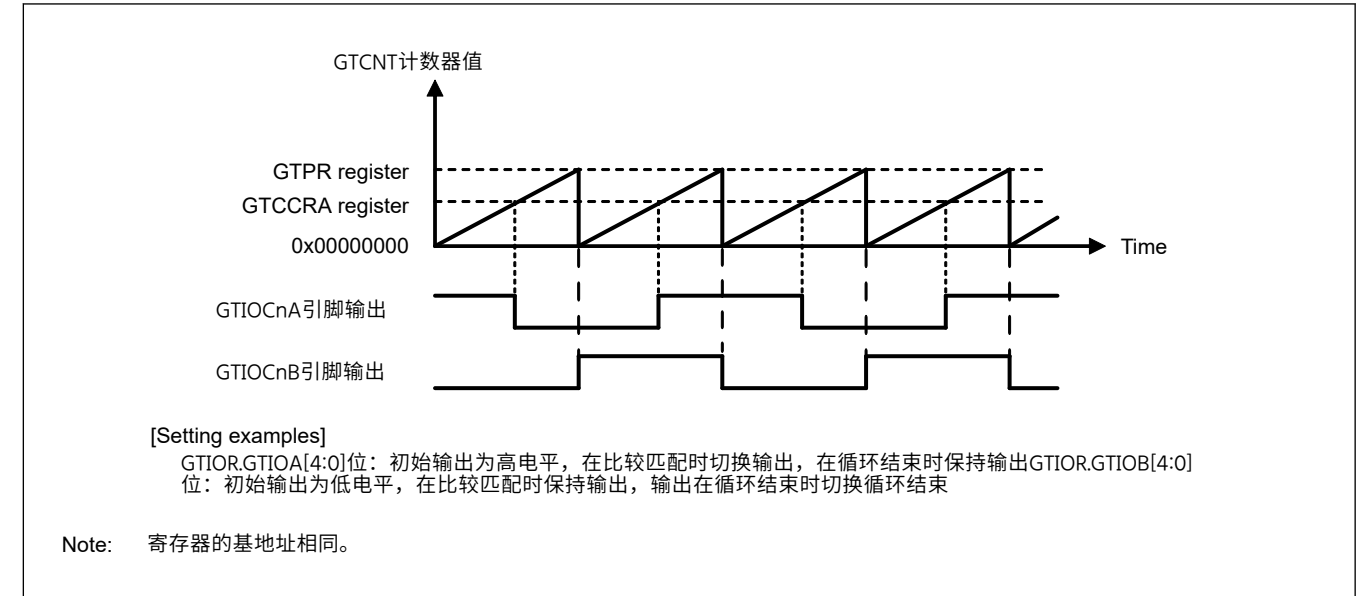 GTCNT计数器值
GTPR register
GTCCRA register
0x00000000
Time
GTIOCnA引脚输出
GTIOCnB引脚输出
[Setting examples]
GTIOR.GTIOA[4:0]位：初始输出为高电平，在比较匹配时切换输出，在循环结束时保持输出GTIOR.GTIOB[4:0]
位：初始输出为低电平，在比较匹配时保持输出，输出在循环结束时切换循环结束
Note: 寄存器的基地址相同。